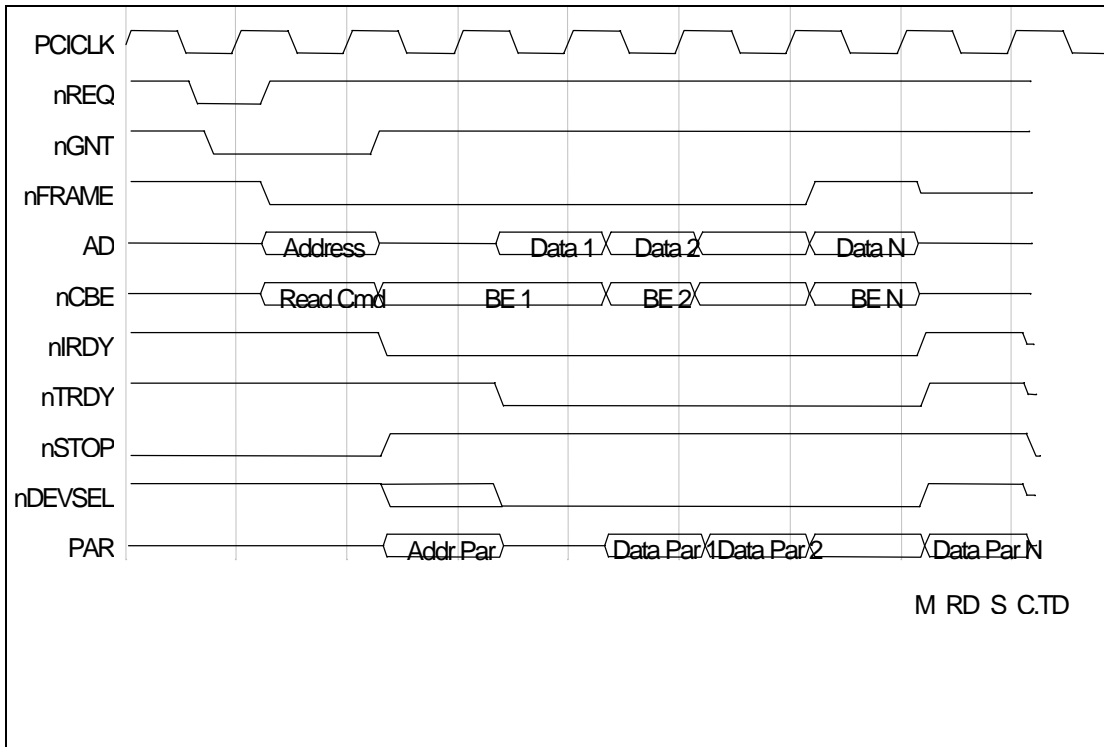 PCICLK
nREQ
nGNT
nFRAME
AD Address Data 1 Data 2 Data N
nCBE Read Cmd BE 1 BE 2 BE N
nIRDY
nTRDY
nSTOP
nDEVSEL
PAR Addr Par Data Par 1 Data Par 2 Data Par N
M RD S C.TD